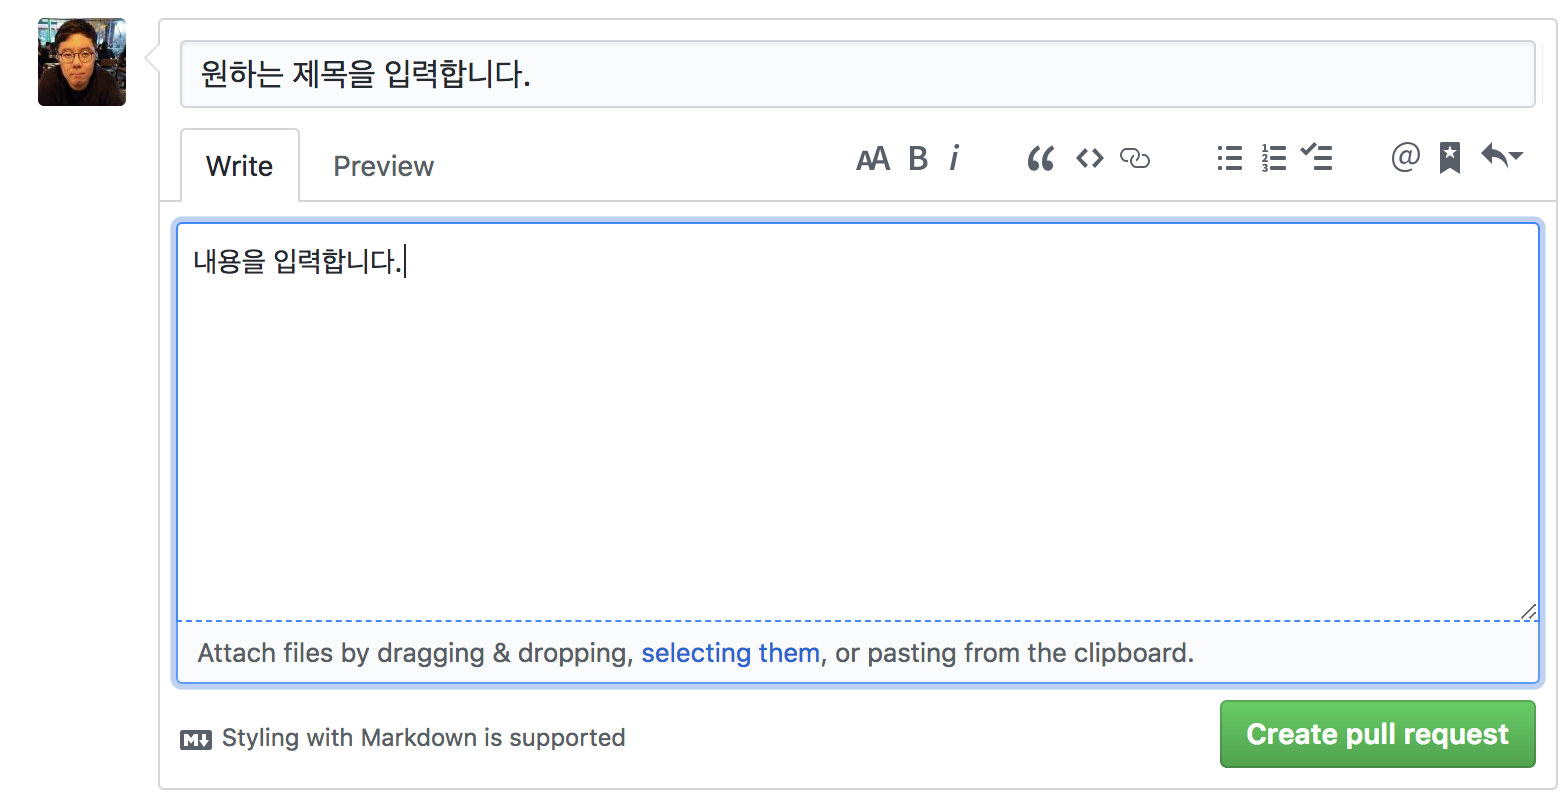 원하는 제목을 입력합니다.
Write Preview AA B i
내용을 입력합니다.
Attach files by dragging & dropping, selecting them, or pasting from the clipboard.
M Styling with Markdown is supported
Create pull request